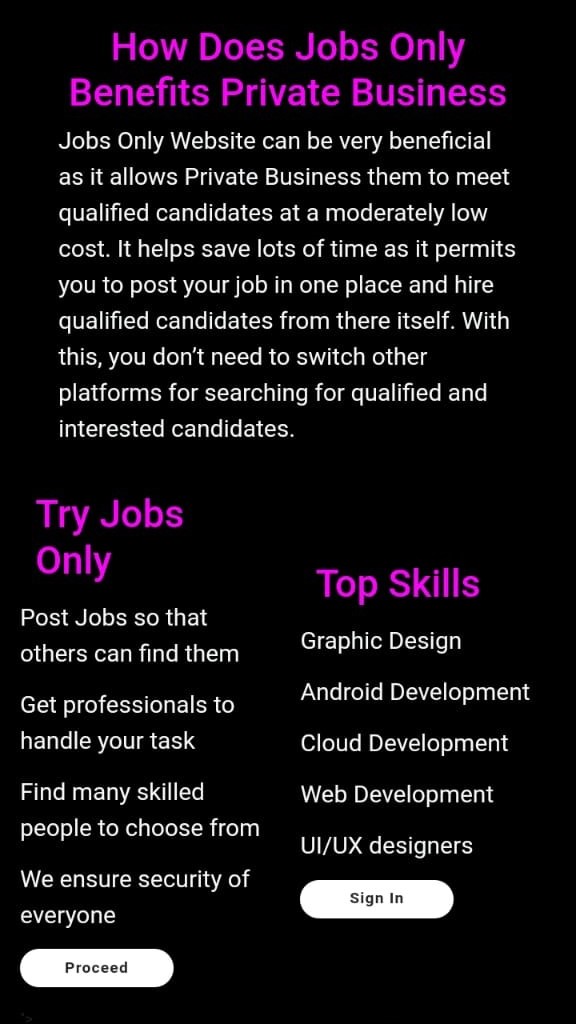 How Does Jobs Only
Benefits Private Business
Jobs Only Website can be very beneficial
as it allows Private Business them to meet
qualified candidates at a moderately low
cost. It helps save lots of time as it permits
you to post your job in one place and hire
qualified candidates from there itself. With
this, you don’t need to switch other
platforms for searching for qualified and
interested candidates.
Try Jobs
Only
Post Jobs so that
others can find them
Get professionals to
handle your task
Find many skilled
people to choose from
We ensure security of
everyone
Proceed
Top Skills
Graphic Design
Android Development
Cloud Development
Web Development
UI/UX designers
Sign In
">